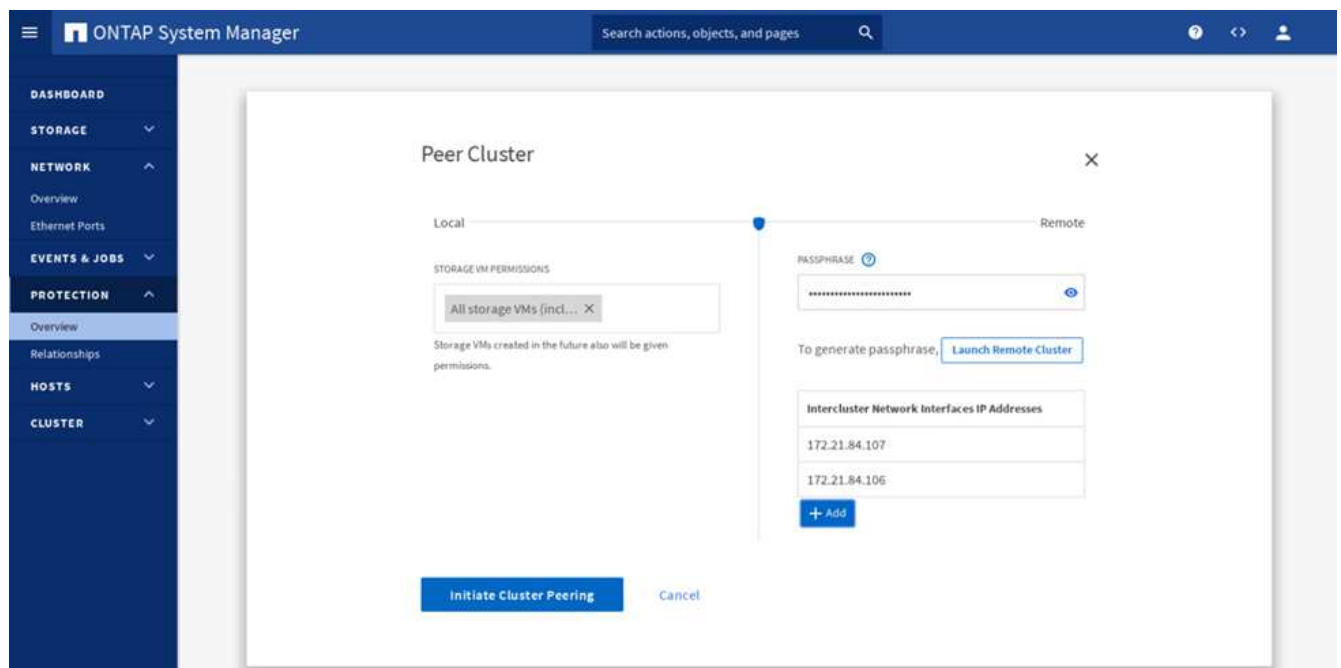 ONTAP System Manager
Search actions, objects, and pages
DASHBOARD
STORAGE
NETWORK
Overview
Ethernet Ports
EVENTS & JOBS
PROTECTION
Overview
Relationships
HOSTS
CLUSTER
Peer Cluster
Local
Remote
STORAGE VM PERMISSIONS
All storage VMs (incl...
Storage VMs created in the future also will be given
permissions.
PASSPHRASE
To generate passphrase, Launch Remote Cluster
Intercluster Network Interfaces IP Addresses
172.21.84.107
172.21.84.106
+ Add
Initiate Cluster Peering
Cancel